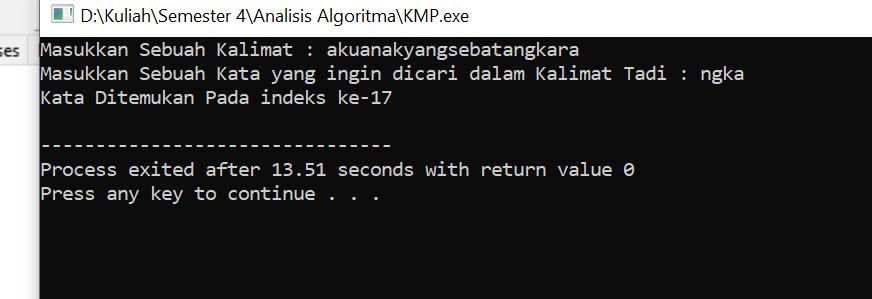 D:\Kuliah\Semester 4\Analisis Algoritma\KMP.exe
ses
Masukkan Sebuah Kalimat : akuanakyangsebatangkara
Masukkan Sebuah Kata yang ingin dicari dalam Kalimat Tadi : ngka
Kata Ditemukan Pada indeks ke-17
--------------------------------
Process exited after 13.51 seconds with return value 0
Press any key to continue . . .